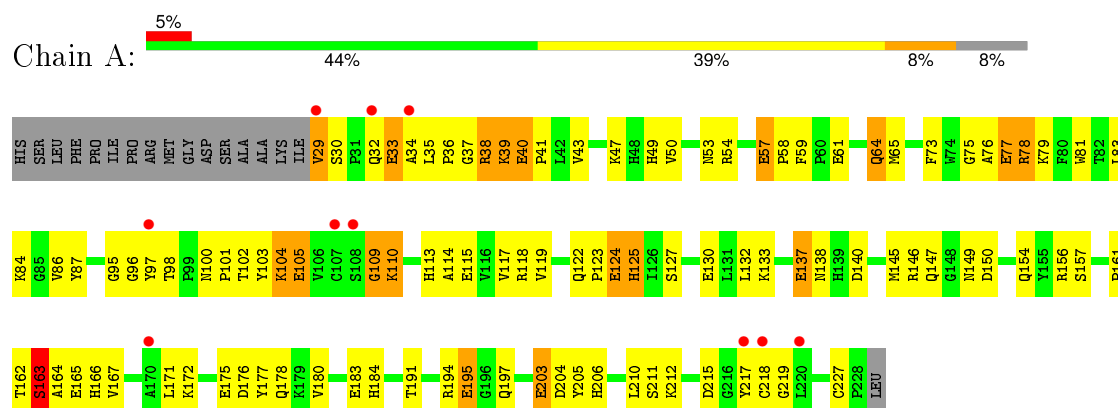 5%
Chain A:
44% 39% 8% 8%
HIS SER LEU PHE PRO ILE PRO ARG MET GLY ASP SER ALA ALA LYS ILE V29 S30 P31 Q32 E33 A34 L35 P36 G37 R38 K39 E40 P41 L42 V43 K47 H48 H49 V50 N53 R54 E57 P58 F59 P60 E61 Q64 M65 F73 W74 G75 A76 E77 R78 K79 F80 W81 T82 L83
K84 G85 V86 Y87 G95 G96 Y97 T98 P99 N100 P101 T102 Y103 K104 E105 V106 C107 S108 G109 K110 H113 A114 E115 V116 V117 R118 V119 Q122 P123 E124 H125 I126 S127 E130 L131 L132 K133 E137 N138 H139 D140 M145 R146 Q147 G148 N149 D150 Q154 Y155 R156 S157 P161
T162 S163 A164 E165 H166 V167 A170 L171 K172 E175 D176 Y177 Q178 K179 V180 E183 H184 T191 R194 E195 G196 Q197 E203 D204 Y205 H206 L210 S211 K212 D215 G216 Y217 C218 G219 L220 C227 P228 LEU